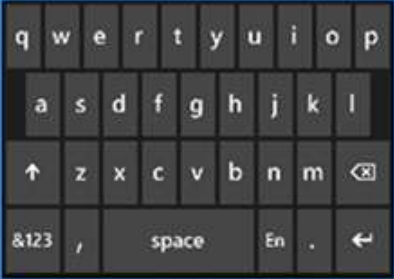 q w e r t y u i o p
a s d f g h j k l
z x c v b n m
&123 , space En .